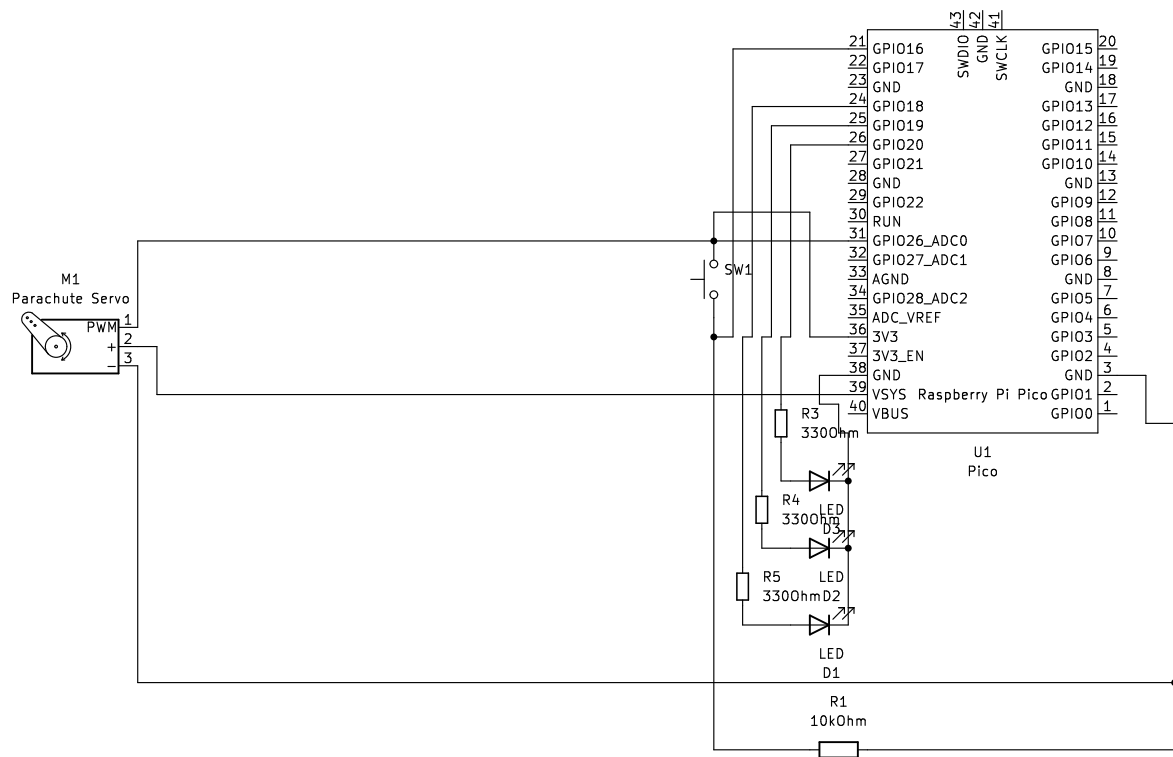 43
42
41
SWDIO
GND
SWCLK
21 GPIO16
22 GPIO17
23 GND
24 GPIO18
25 GPIO19
26 GPIO20
27 GPIO21
28 GND
29 GPIO22
30 RUN
31 GPIO26_ADC0
32 GPIO27_ADC1
33 AGND
34 GPIO28_ADC2
35 ADC_VREF
36 3V3
37 3V3_EN
38 GND
39 VSYS
40 VBUS
GPIO15 20
GPIO14 19
GND 18
GPIO13 17
GPIO12 16
GPIO11 15
GPIO10 14
GND 13
GPIO9 12
GPIO8 11
GPIO7 10
GPIO6 9
GND 8
GPIO5 7
GPIO4 6
GPIO3 5
GPIO2 4
GND 3
GPIO1 2
GPIO0 1
Raspberry Pi Pico
U1
Pico
SW1
M1
Parachute Servo
PWM 1
+ 2
− 3
R3
330Ohm
LED
D3
R4
330Ohm
LED
D2
R5
330Ohm
LED
D1
R1
10kOhm